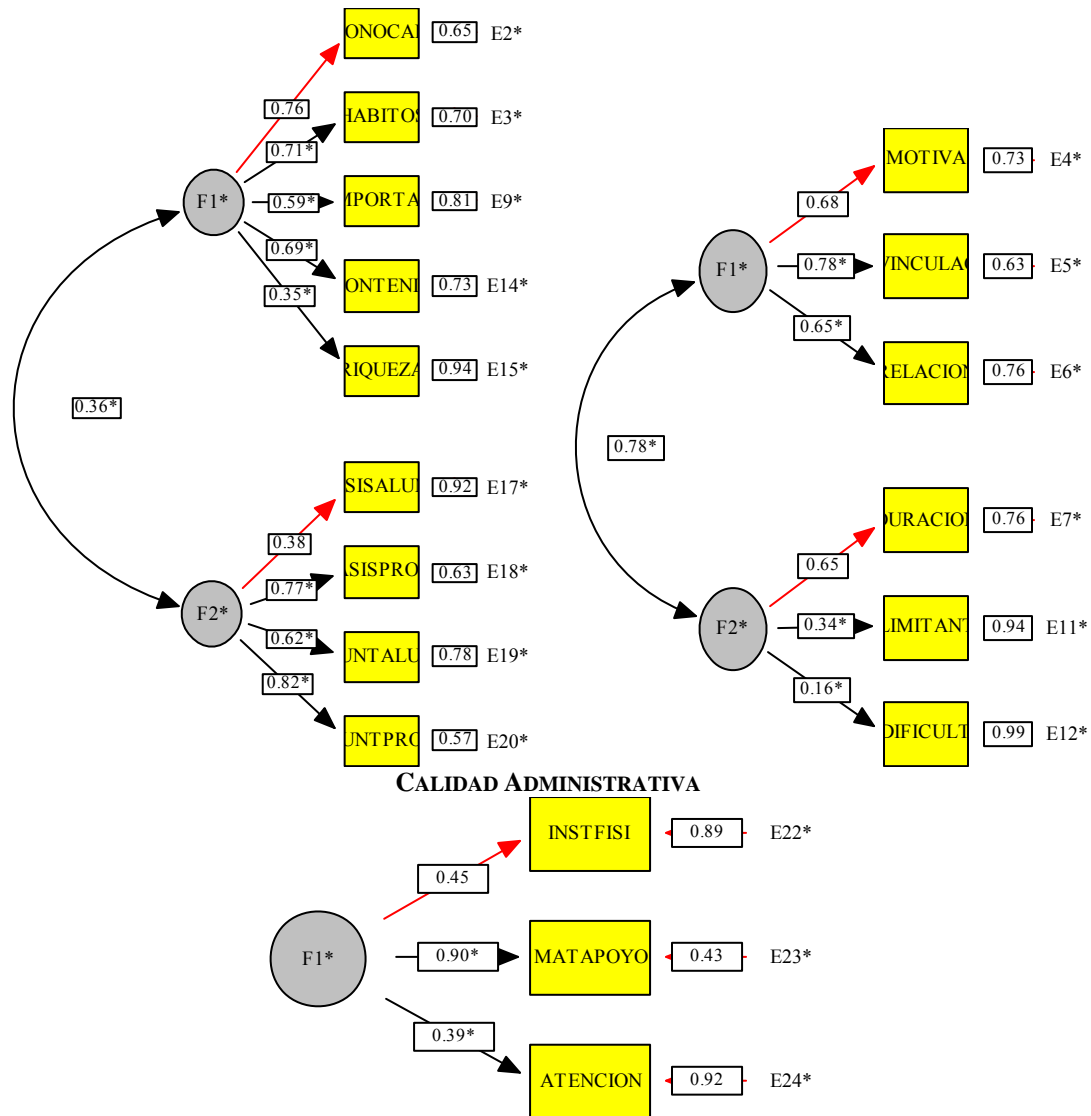 ONOCA 0.65 E2*
0.76
HABITOS 0.70 E3*
0.71*
F1* 0.59* MPORTA 0.81 E9*
0.69*
ONTENI 0.73 E14*
0.35*
RIQUEZA 0.94 E15*
0.36*
SISALU 0.92 E17*
0.38
ASISPRO 0.63 E18*
0.77*
F2*
0.62* UNTALU 0.78 E19*
0.82*
UNTPRO 0.57 E20*
MOTIVA 0.73 E4*
0.68
F1* 0.78* VINCULAC 0.63 E5*
0.65*
RELACION 0.76 E6*
0.78*
DURACION 0.76 E7*
0.65
F2* 0.34* LIMITANT 0.94 E11*
0.16*
DIFICULT 0.99 E12*
CALIDAD ADMINISTRATIVA
INSTFISI 0.89 E22*
0.45
F1* 0.90* MATAPOYO 0.43 E23*
0.39*
ATENCION 0.92 E24*